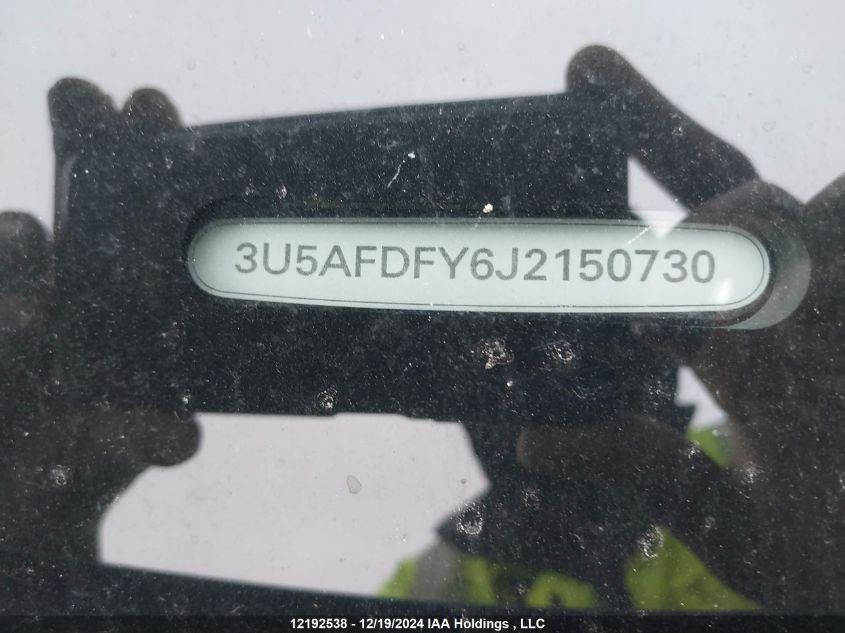 3U5AFDFY6J2150730
12192538 - 12/19/2024 IAA Holdings , LLC